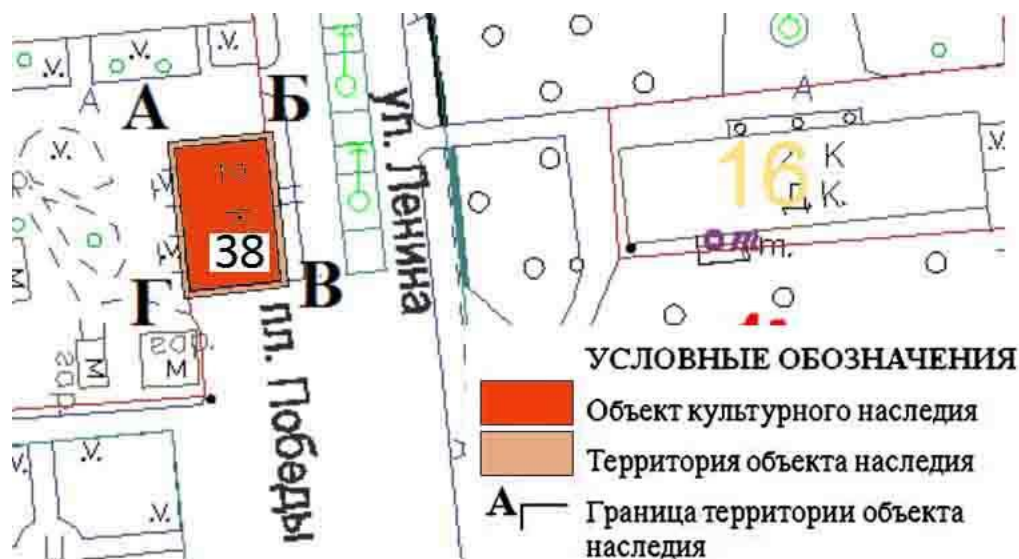 А
Б
В
Г
38
ул. Ленина
пл. Победы
16
К
К.
A
A
т.
М
М
М
УСЛОВНЫЕ ОБОЗНАЧЕНИЯ
Объект культурного наследия
Территория объекта наследия
А
Граница территории объекта
наследия